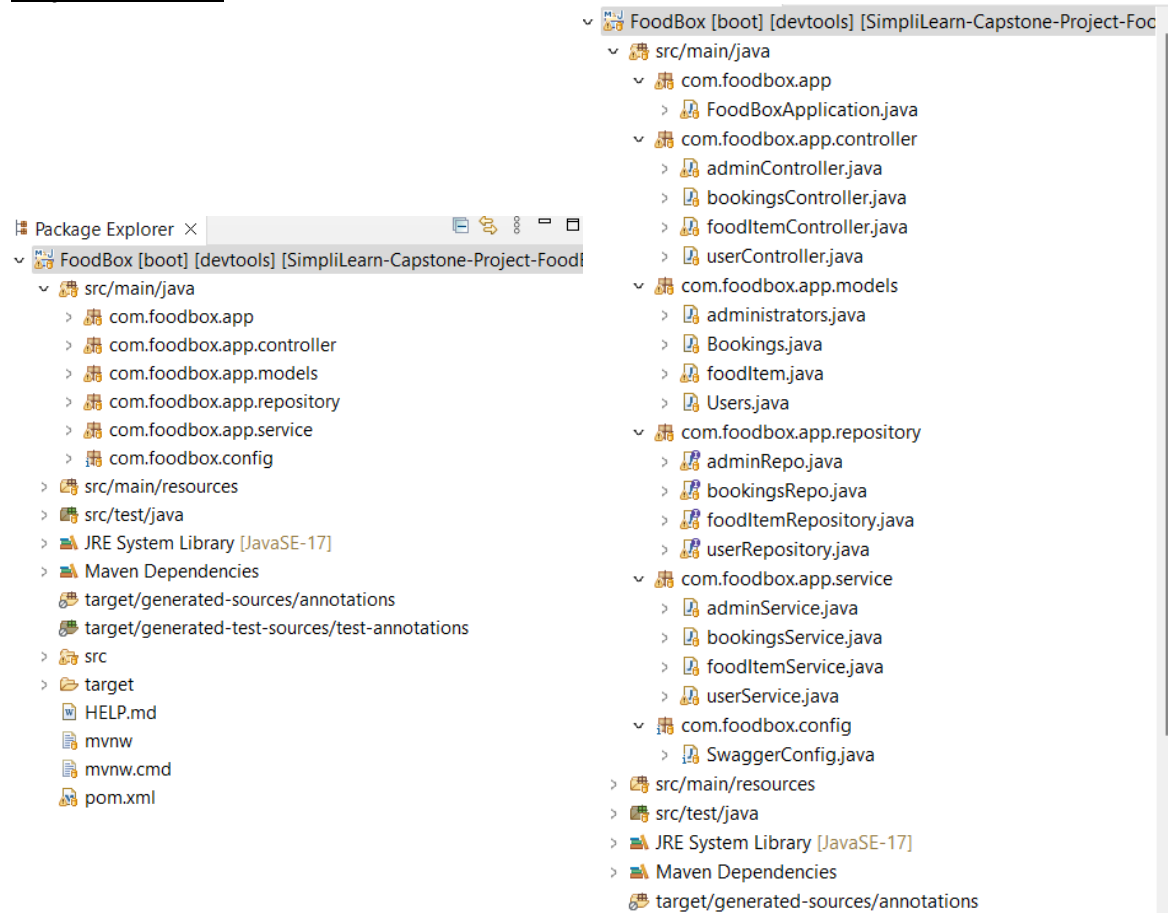 Package Explorer
FoodBox [boot] [devtools] [SimpliLearn-Capstone-Project-Food
src/main/java
com.foodbox.app
com.foodbox.app.controller
com.foodbox.app.models
com.foodbox.app.repository
com.foodbox.app.service
com.foodbox.config
src/main/resources
src/test/java
JRE System Library [JavaSE-17]
Maven Dependencies
target/generated-sources/annotations
target/generated-test-sources/test-annotations
src
target
HELP.md
mvnw
mvnw.cmd
pom.xml
FoodBox [boot] [devtools] [SimpliLearn-Capstone-Project-Foo
src/main/java
com.foodbox.app
FoodBoxApplication.java
com.foodbox.app.controller
adminController.java
bookingsController.java
foodItemController.java
userController.java
com.foodbox.app.models
administrators.java
Bookings.java
foodItem.java
Users.java
com.foodbox.app.repository
adminRepo.java
bookingsRepo.java
foodItemRepository.java
userRepository.java
com.foodbox.app.service
adminService.java
bookingsService.java
foodItemService.java
userService.java
com.foodbox.config
SwaggerConfig.java
src/main/resources
src/test/java
JRE System Library [JavaSE-17]
Maven Dependencies
target/generated-sources/annotations